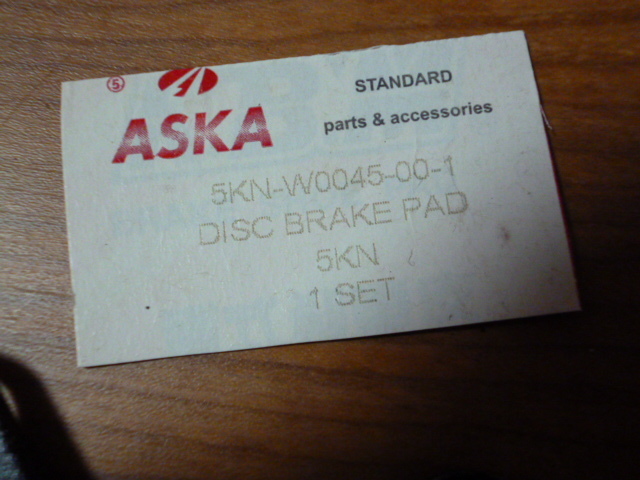 5
ASKA
STANDARD
parts & accessories
5KN-W0045-00-1
DISC BRAKE PAD
5KN
1 SET